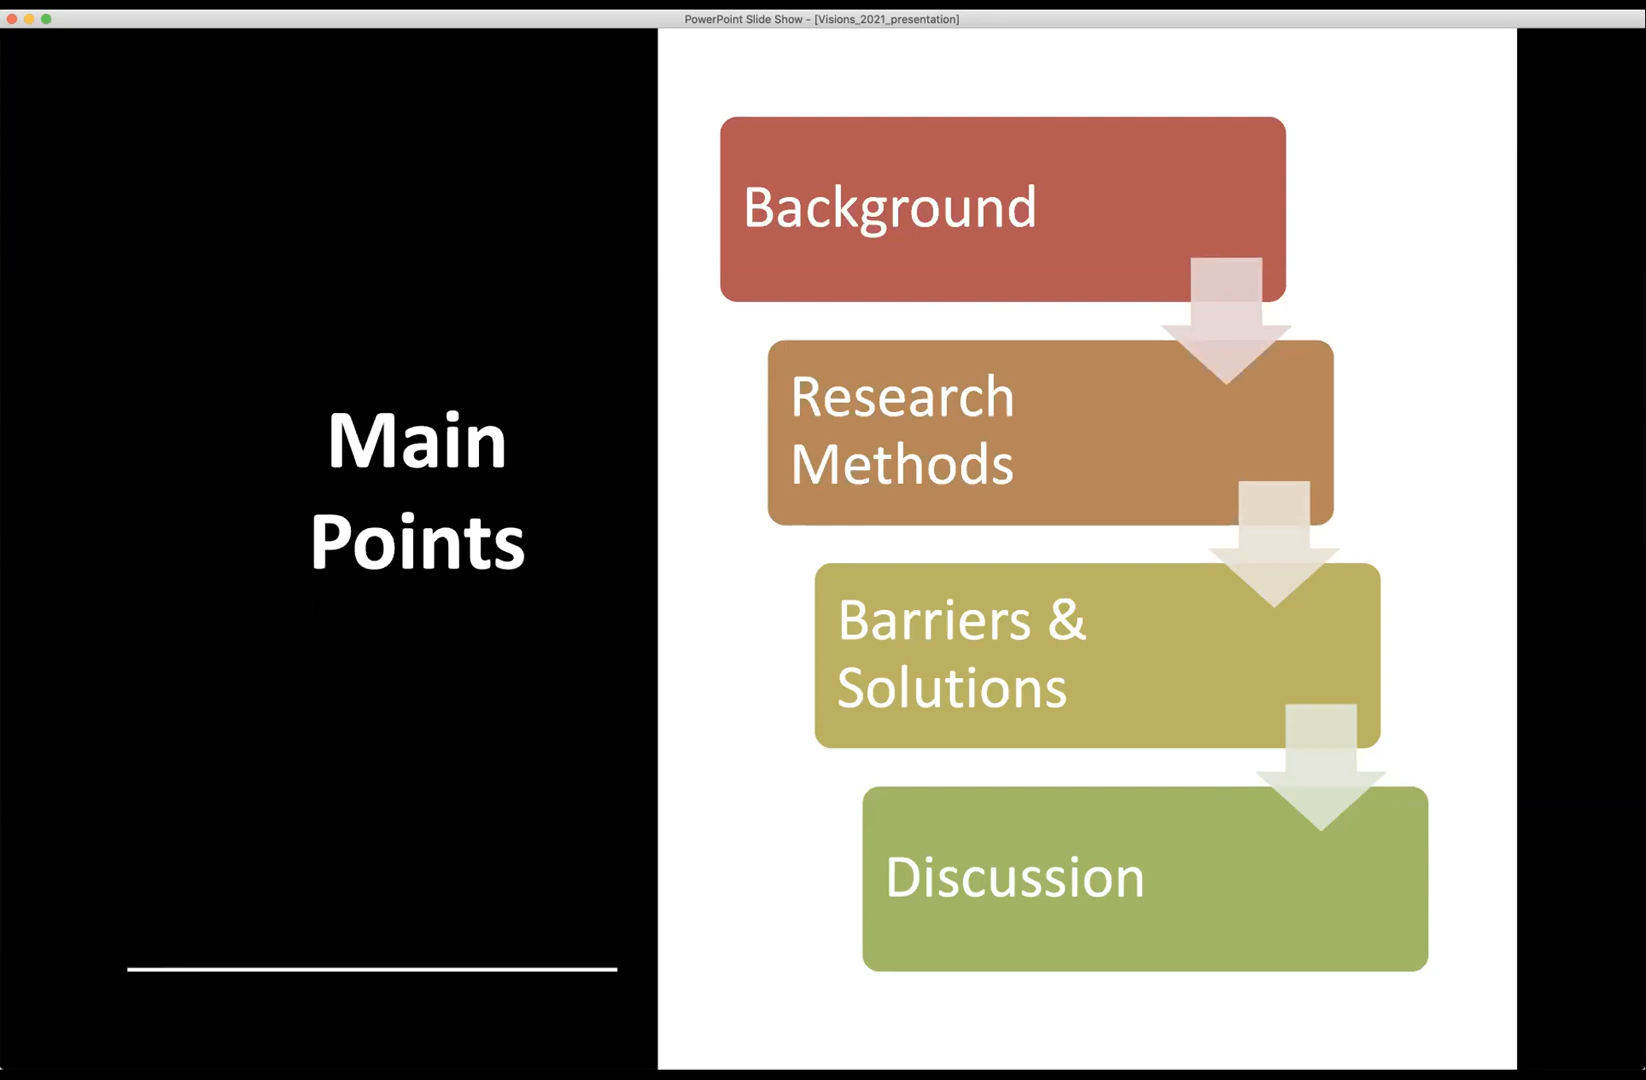 PowerPoint Slide Show - [Visions_2021_presentation]
Main
Points
Background
Research
Methods
Barriers &
Solutions
Discussion